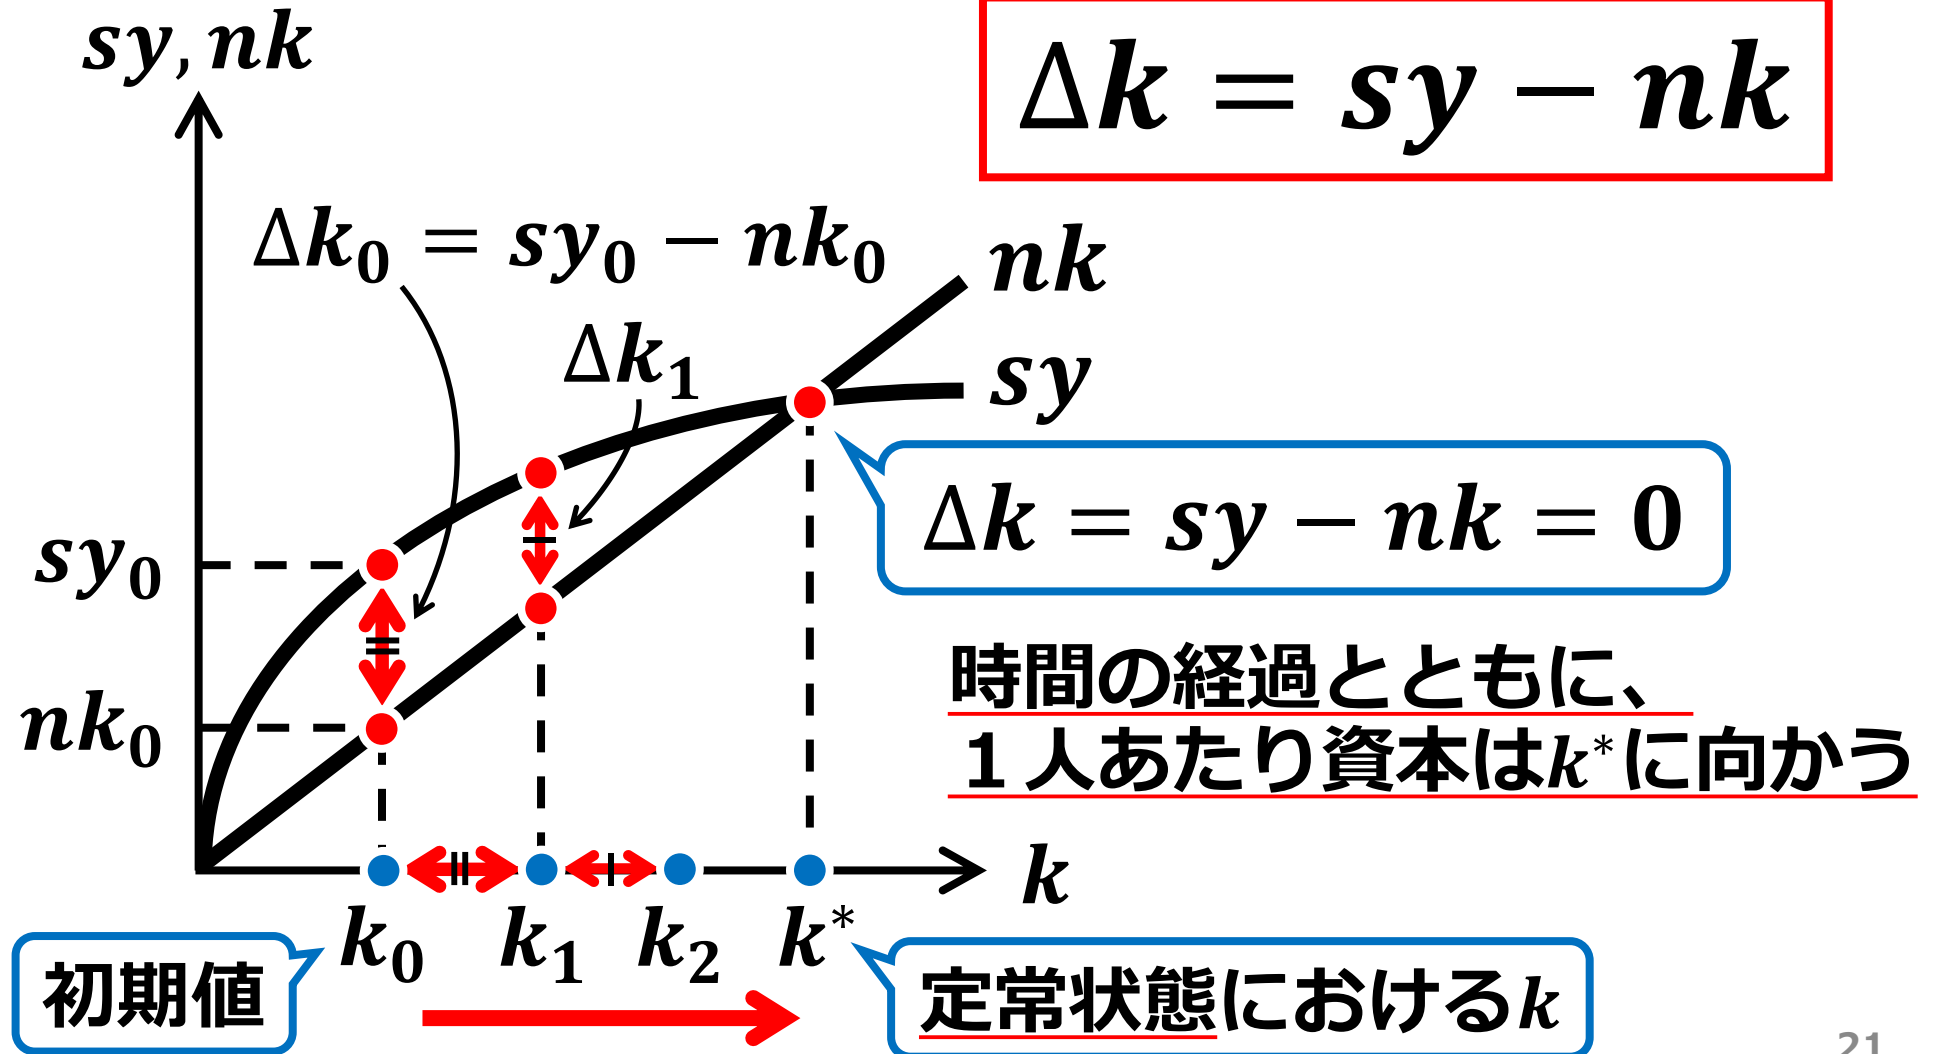 sy, nk
Δk = sy − nk
Δk₀ = sy₀ − nk₀
nk
Δk₁
sy
Δk = sy − nk = 0
sy₀
nk₀
時間の経過とともに、
１人あたり資本はk*に向かう
k
k₀
k₁
k₂
k*
初期値
定常状態におけるk
21